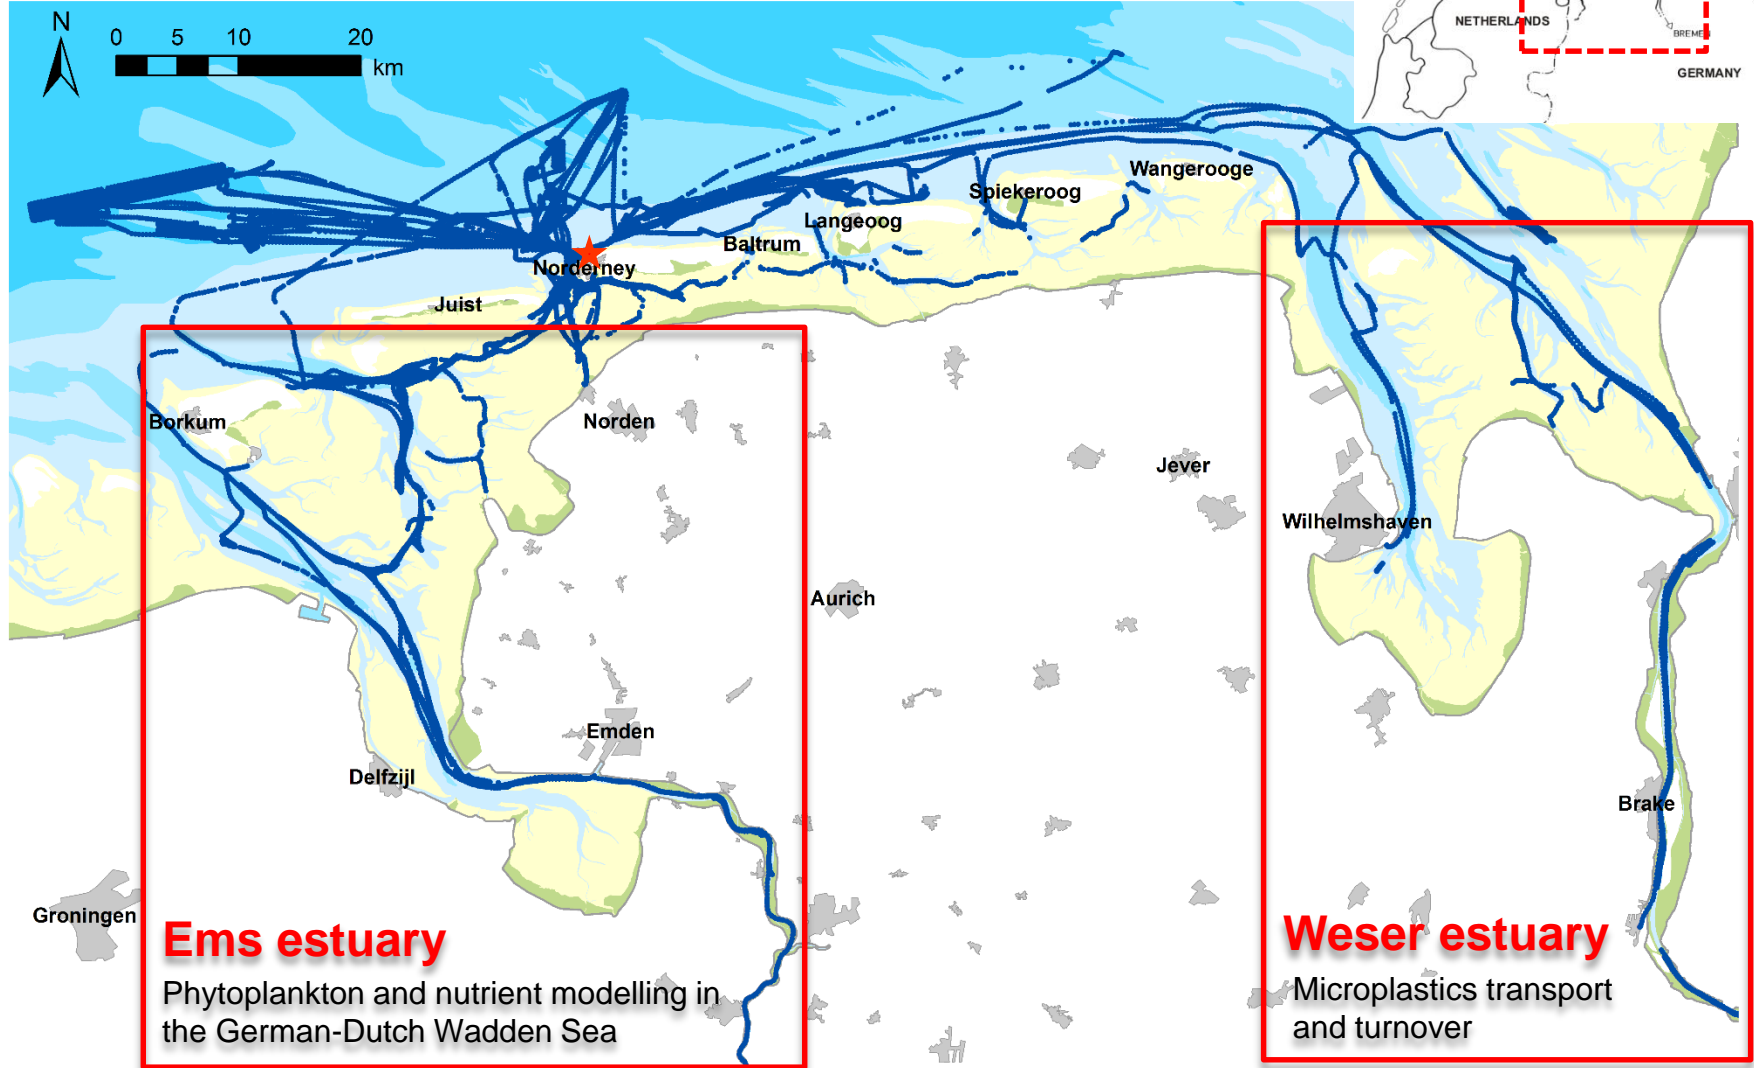 N
0 5 10 20
km
NETHERLANDS
BREMEN
GERMANY
Wangerooge
Spiekeroog
Langeoog
Baltrum
Norderney
Juist
Borkum
Norden
Jever
Wilhelmshaven
Aurich
Emden
Delfzijl
Brake
Groningen
Ems estuary
Phytoplankton and nutrient modelling in
the German-Dutch Wadden Sea
Weser estuary
Microplastics transport
and turnover